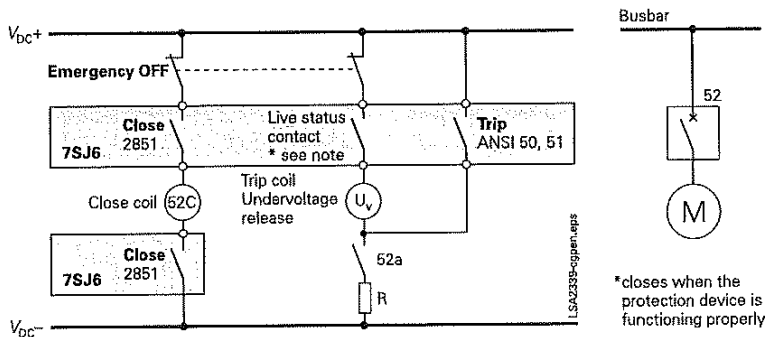 V_DC+
Emergency OFF
7SJ6
Close
2851
Live status
contact
* see note
Trip
ANSI 50, 51
Close coil
52C
Trip coil
Undervoltage
release
U_v
7SJ6
Close
2851
52a
R
V_DC−
LSA2339-cgpen.eps
Busbar
52
M
*closes when the
protection device is
functioning properly